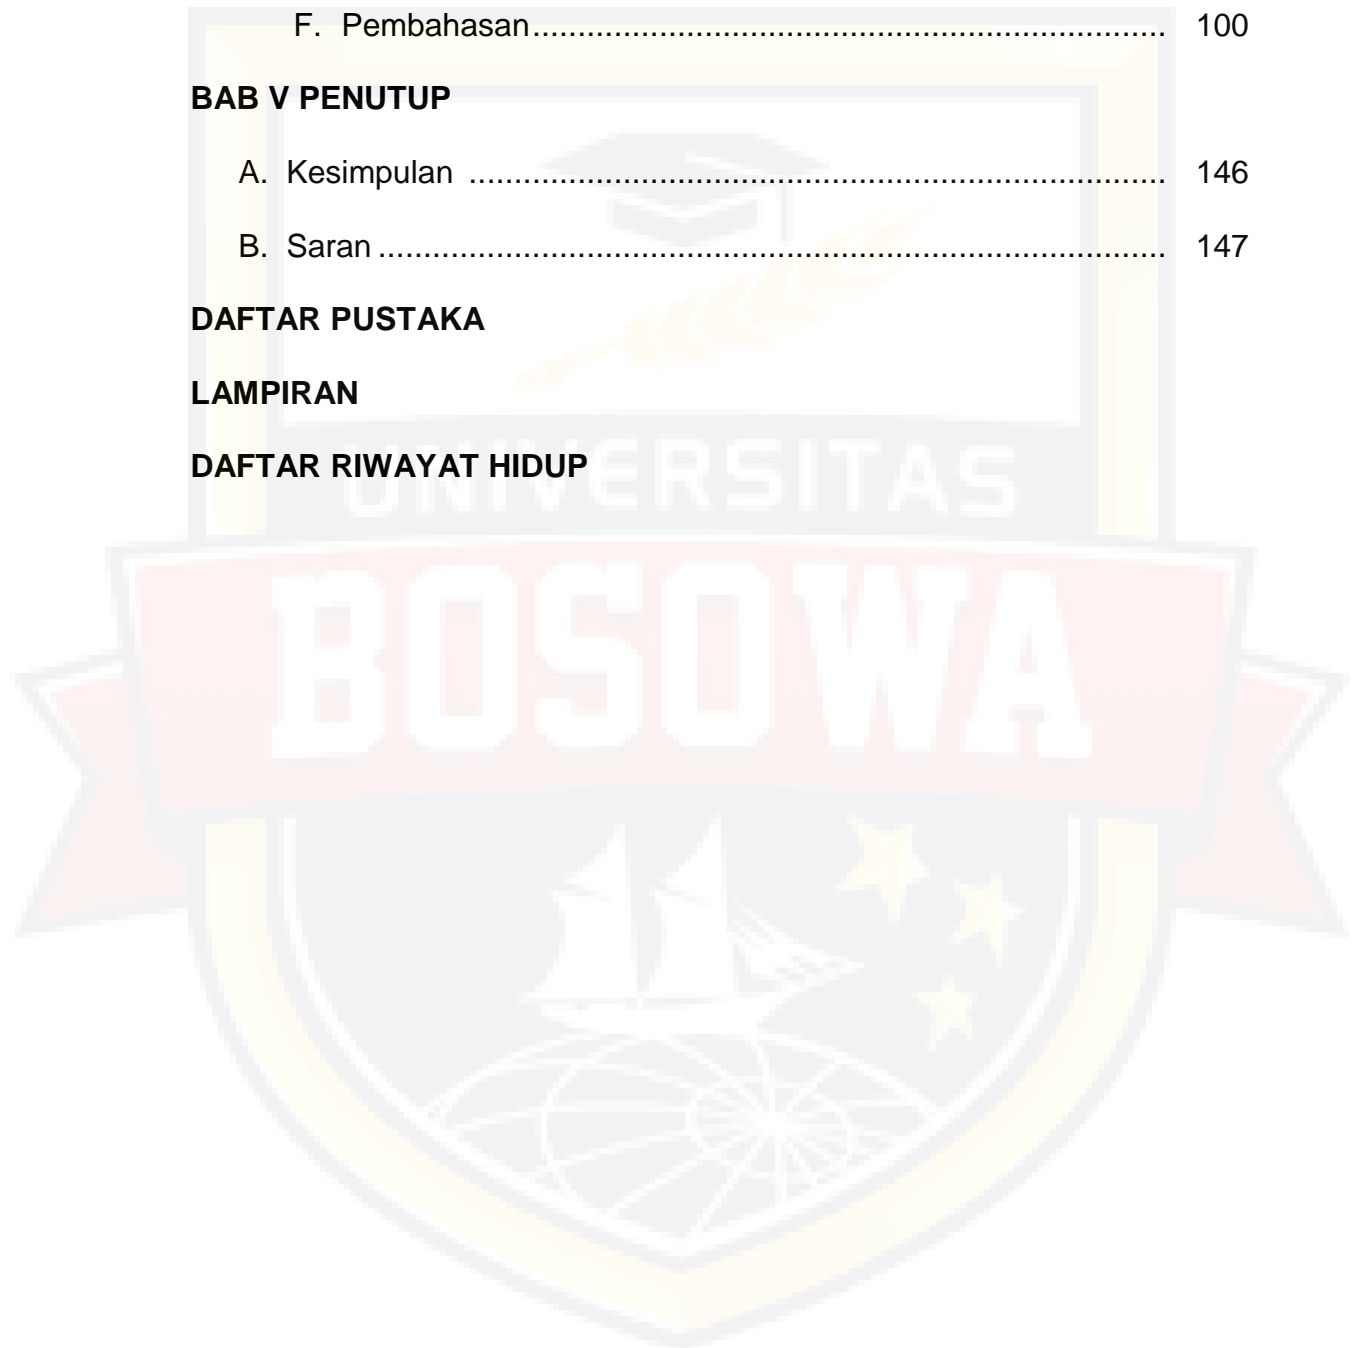 F. Pembahasan....................................................................... 100
BAB V PENUTUP
A. Kesimpulan .............................................................................. 146
B. Saran ........................................................................................ 147
DAFTAR PUSTAKA
LAMPIRAN
DAFTAR RIWAYAT HIDUP
UNIVERSITAS
BOSOWA